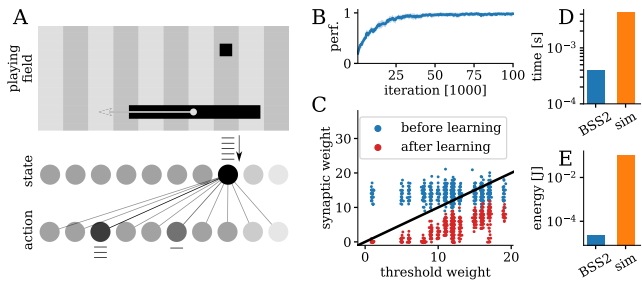 A
playing
field
state
action
B
perf.
1
0
25
50
75
100
iteration [1000]
C
synaptic weight
30
20
10
0
before learning
after learning
0
10
20
threshold weight
D
time [s]
10⁻³
10⁻⁴
BSS2
sim
E
energy [J]
10⁻²
10⁻⁴
BSS2
sim